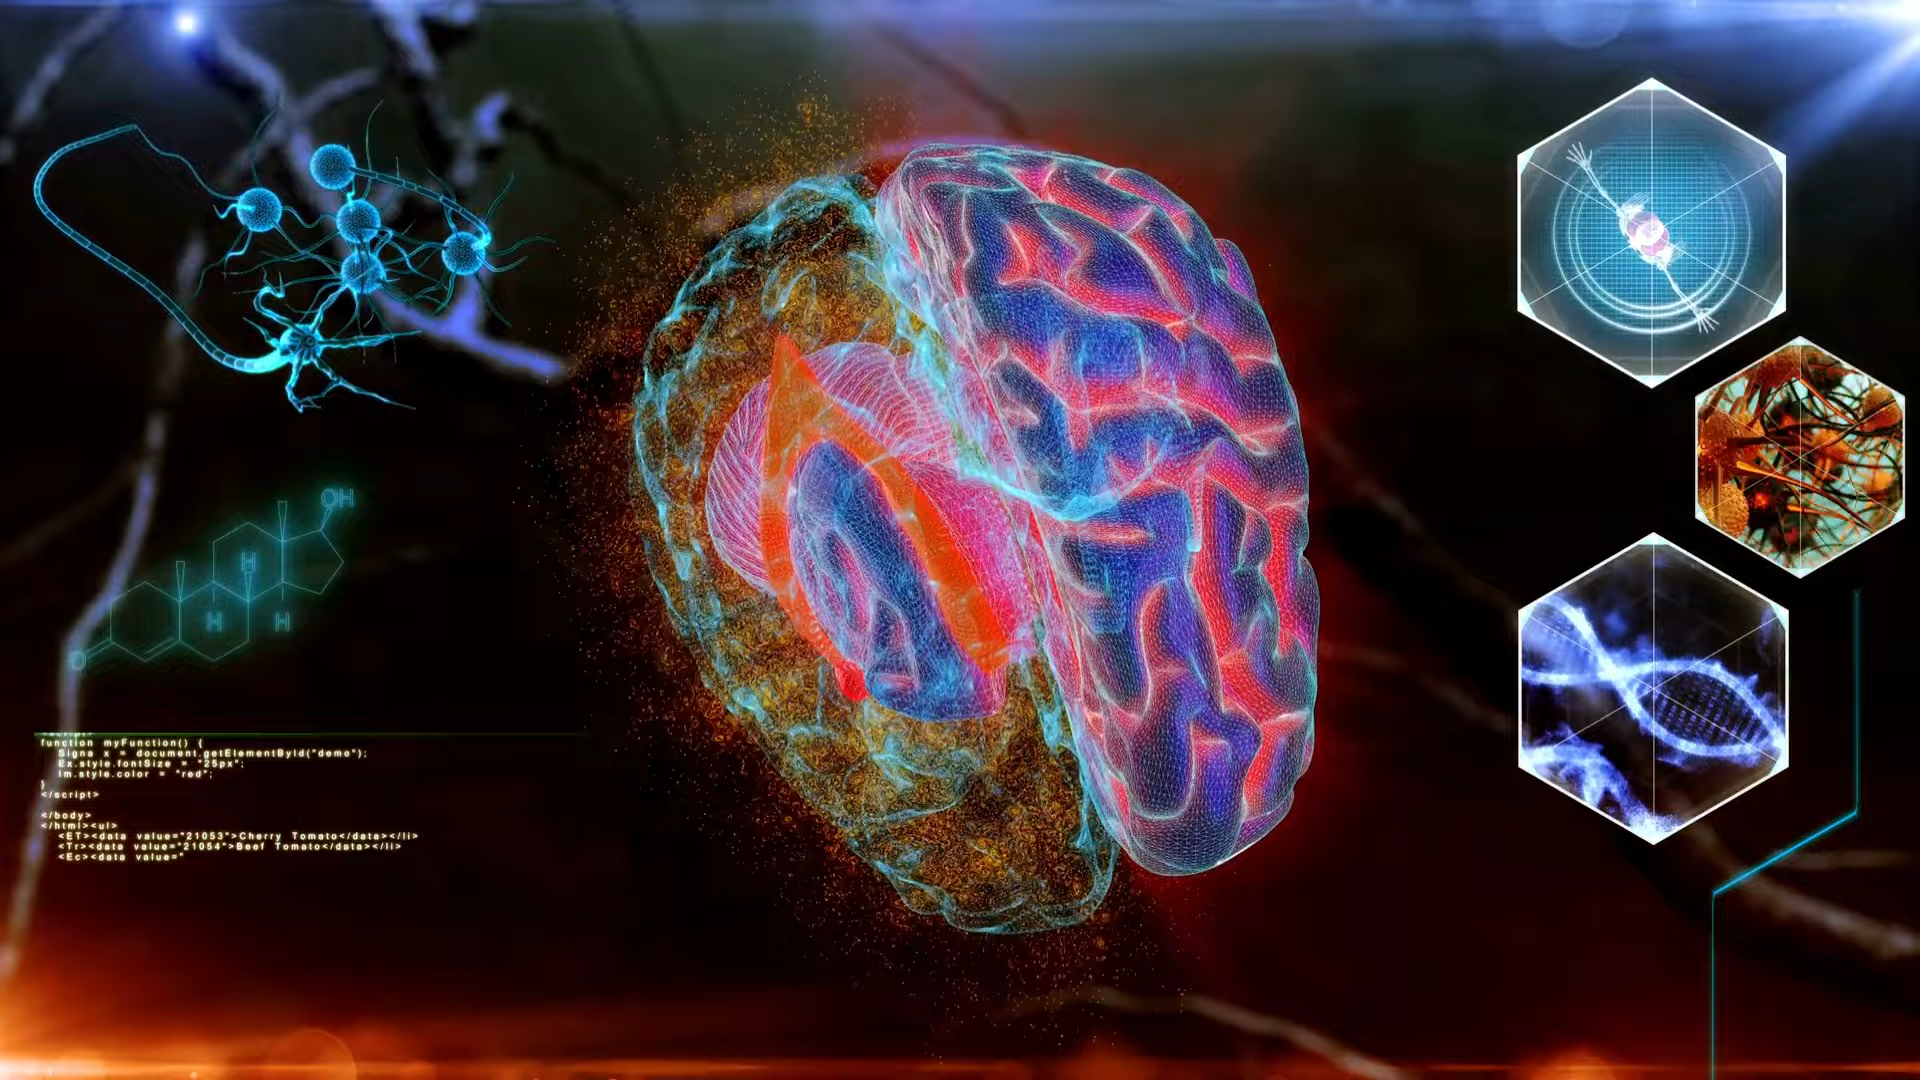 OH
H
H
H
O
function myFunction() {
Signa x = document.getElementById("demo");
Ex.style.fontSize = "25px";
Im.style.color = "red";
}
</script>
</body>
</html><ul>
<ET><data value="21053">Cherry Tomato</data></li>
<Tr><data value="21054">Beef Tomato</data></li>
<Ec><data value="